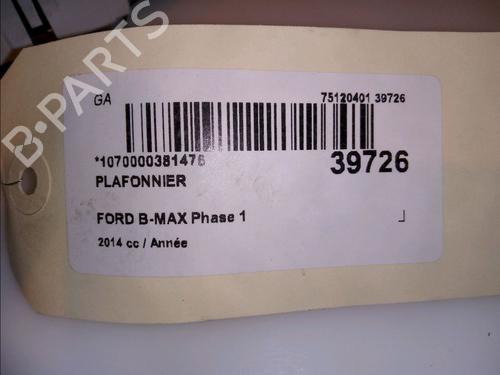 B-PARTS
GA 75120401 39726
*1070000381476 39726
PLAFONNIER
FORD B-MAX Phase 1
2014 cc / Année